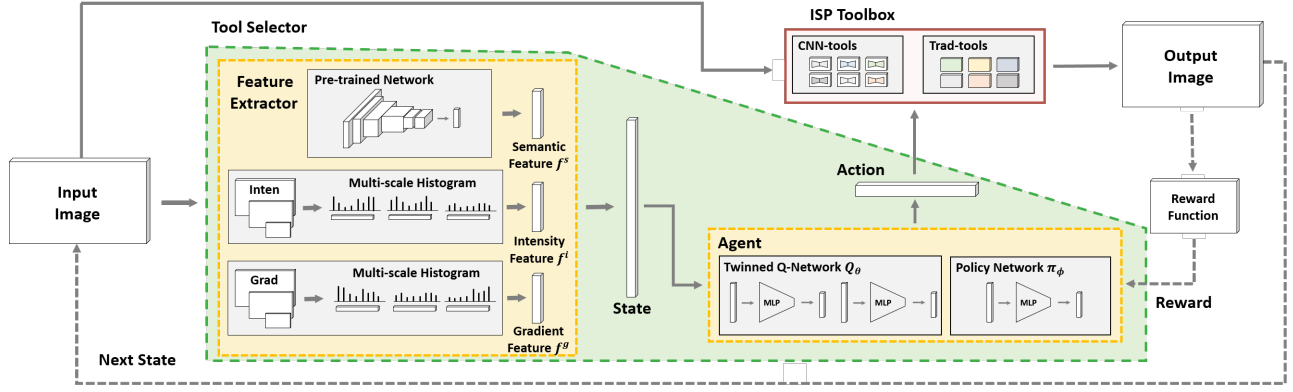 ISP Toolbox
Tool Selector
CNN-tools
Trad-tools
Output
Image
Feature
Extractor
Pre-trained Network
Semantic
Feature f^s
Input
Image
Inten
Multi-scale Histogram
Intensity
Feature f^i
Grad
Multi-scale Histogram
Gradient
Feature f^g
State
Action
Agent
Twinned Q-Network Q_θ
MLP
MLP
Policy Network π_ϕ
MLP
Reward
Function
Reward
Next State